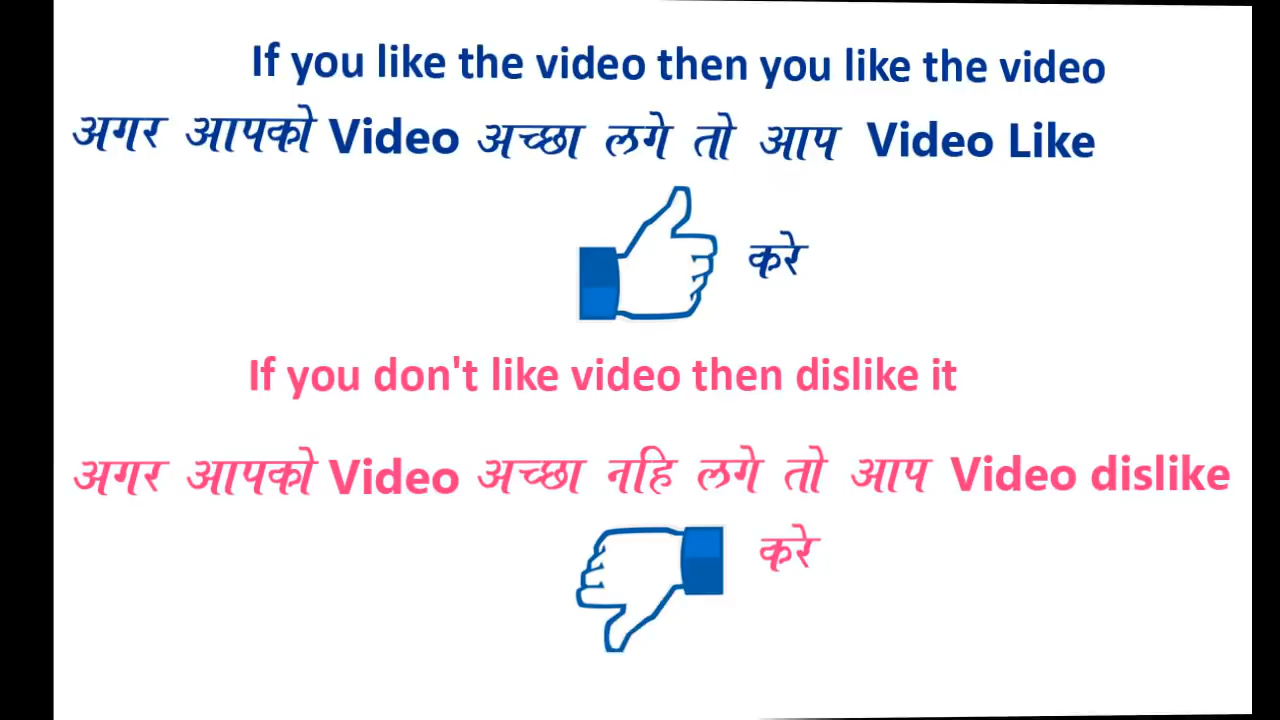 If you like the video then you like the video
अगर आपको Video अच्छा लगे तो आप Video Like
करे
If you don't like video then dislike it
अगर आपको Video अच्छा नहि लगे तो आप Video dislike
करे